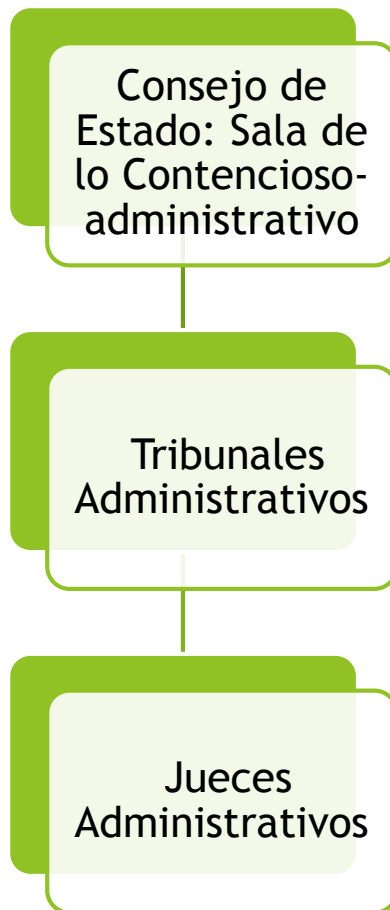 Consejo de
Estado: Sala de
lo Contencioso-
administrativo
Tribunales
Administrativos
Jueces
Administrativos